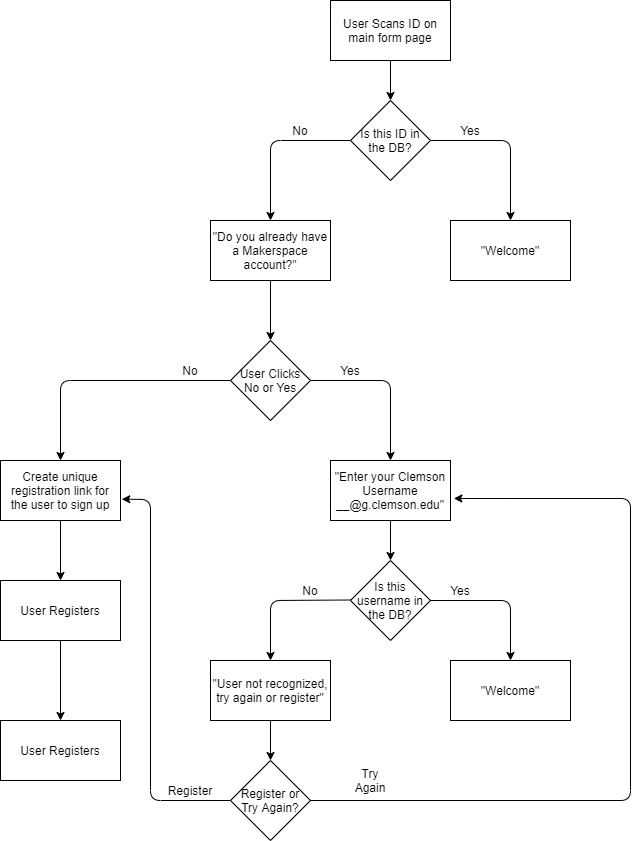 User Scans ID on
main form page
Is this ID in
the DB?
No
Yes
"Do you already have
a Makerspace
account?"
"Welcome"
User Clicks
No or Yes
No
Yes
Create unique
registration link for
the user to sign up
"Enter your Clemson
Username
__@g.clemson.edu"
User Registers
Is this
username in
the DB?
No
Yes
"User not recognized,
try again or register"
"Welcome"
User Registers
Register or
Try Again?
Register
Try
Again